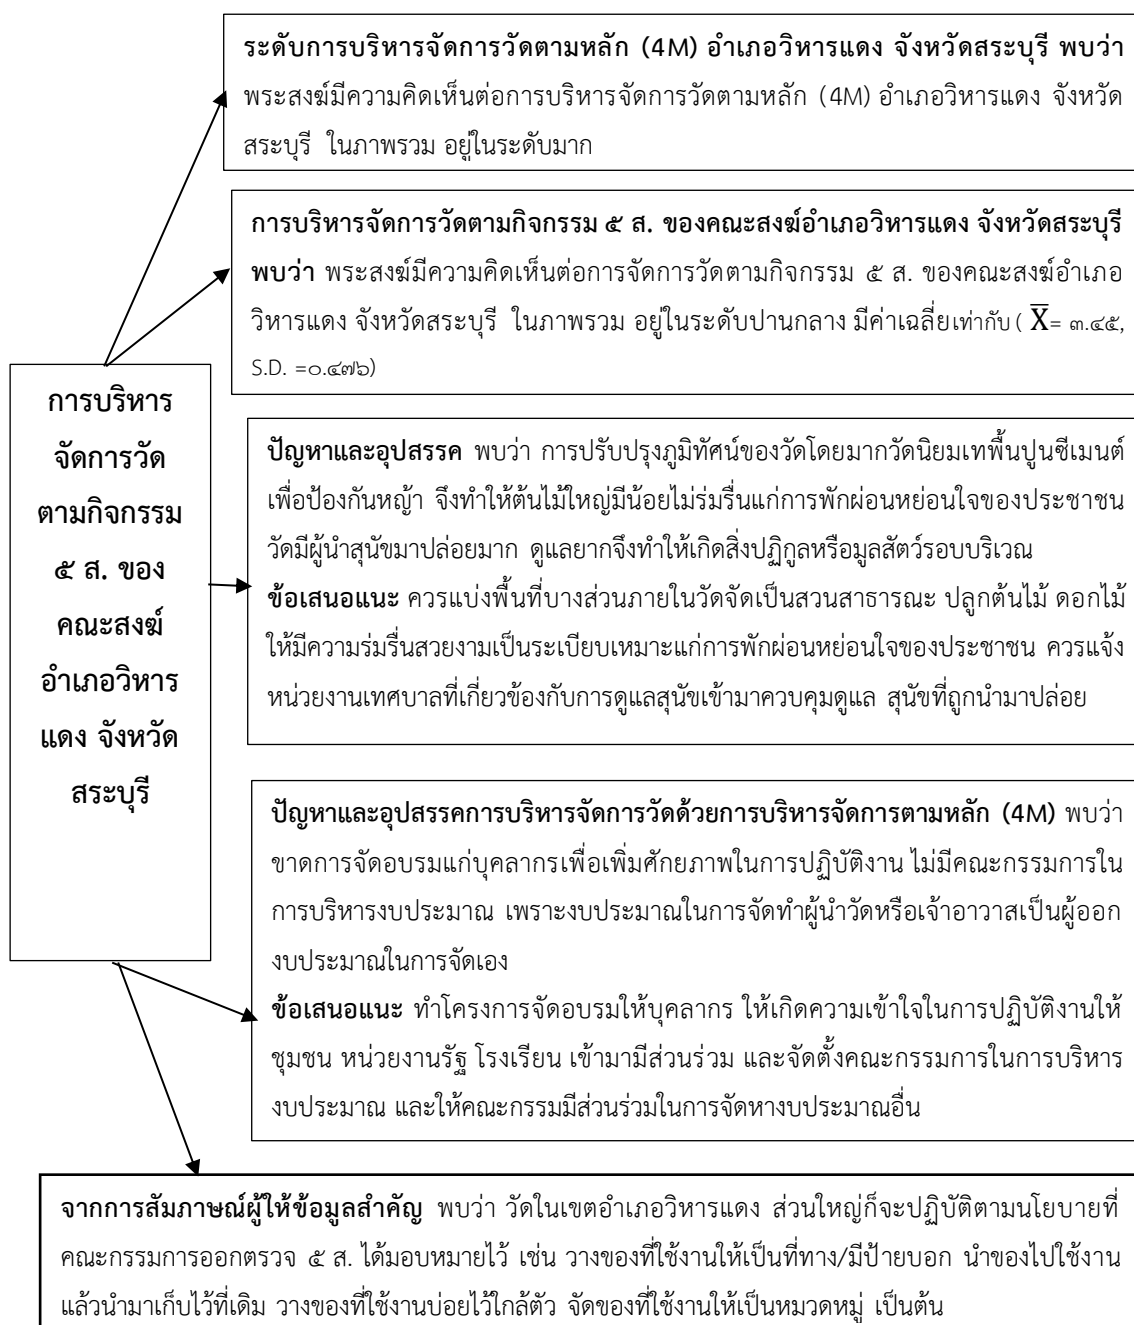 ระดับการบริหารจัดการวัดตามหลัก (4M) อำเภอวิหารแดง จังหวัดสระบุรี พบว่า
พระสงฆ์มีความคิดเห็นต่อการบริหารจัดการวัดตามหลัก (4M) อำเภอวิหารแดง จังหวัด
สระบุรี ในภาพรวม อยู่ในระดับมาก
การบริหารจัดการวัดตามกิจกรรม ๕ ส. ของคณะสงฆ์อำเภอวิหารแดง จังหวัดสระบุรี
พบว่า พระสงฆ์มีความคิดเห็นต่อการจัดการวัดตามกิจกรรม ๕ ส. ของคณะสงฆ์อำเภอ
วิหารแดง จังหวัดสระบุรี ในภาพรวม อยู่ในระดับปานกลาง มีค่าเฉลี่ยเท่ากับ ( X̅= ๓.๔๕,
S.D. =๐.๔๗๖)
การบริหาร
จัดการวัด
ตามกิจกรรม
๕ ส. ของ
คณะสงฆ์
อำเภอวิหาร
แดง จังหวัด
สระบุรี
ปัญหาและอุปสรรค พบว่า การปรับปรุงภูมิทัศน์ของวัดโดยมากวัดนิยมเทพื้นปูนซีเมนต์
เพื่อป้องกันหญ้า จึงทำให้ต้นไม้ใหญ่มีน้อยไม่ร่มรื่นแก่การพักผ่อนหย่อนใจของประชาชน
วัดมีผู้นำสุนัขมาปล่อยมาก ดูแลยากจึงทำให้เกิดสิ่งปฏิกูลหรือมูลสัตว์รอบบริเวณ
ข้อเสนอแนะ ควรแบ่งพื้นที่บางส่วนภายในวัดจัดเป็นสวนสาธารณะ ปลูกต้นไม้ ดอกไม้
ให้มีความร่มรื่นสวยงามเป็นระเบียบเหมาะแก่การพักผ่อนหย่อนใจของประชาชน ควรแจ้ง
หน่วยงานเทศบาลที่เกี่ยวข้องกับการดูแลสุนัขเข้ามาควบคุมดูแล สุนัขที่ถูกนำมาปล่อย
ปัญหาและอุปสรรคการบริหารจัดการวัดด้วยการบริหารจัดการตามหลัก (4M) พบว่า
ขาดการจัดอบรมแก่บุคลากรเพื่อเพิ่มศักยภาพในการปฏิบัติงาน ไม่มีคณะกรรมการใน
การบริหารงบประมาณ เพราะงบประมาณในการจัดทำผู้นำวัดหรือเจ้าอาวาสเป็นผู้ออก
งบประมาณในการจัดเอง
ข้อเสนอแนะ ทำโครงการจัดอบรมให้บุคลากร ให้เกิดความเข้าใจในการปฏิบัติงานให้
ชุมชน หน่วยงานรัฐ โรงเรียน เข้ามามีส่วนร่วม และจัดตั้งคณะกรรมการในการบริหาร
งบประมาณ และให้คณะกรรมมีส่วนร่วมในการจัดหางบประมาณอื่น
จากการสัมภาษณ์ผู้ให้ข้อมูลสำคัญ พบว่า วัดในเขตอำเภอวิหารแดง ส่วนใหญ่ก็จะปฏิบัติตามนโยบายที่
คณะกรรมการออกตรวจ ๕ ส. ได้มอบหมายไว้ เช่น วางของที่ใช้งานให้เป็นที่ทาง/มีป้ายบอก นำของไปใช้งาน
แล้วนำมาเก็บไว้ที่เดิม วางของที่ใช้งานบ่อยไว้ใกล้ตัว จัดของที่ใช้งานให้เป็นหมวดหมู่ เป็นต้น